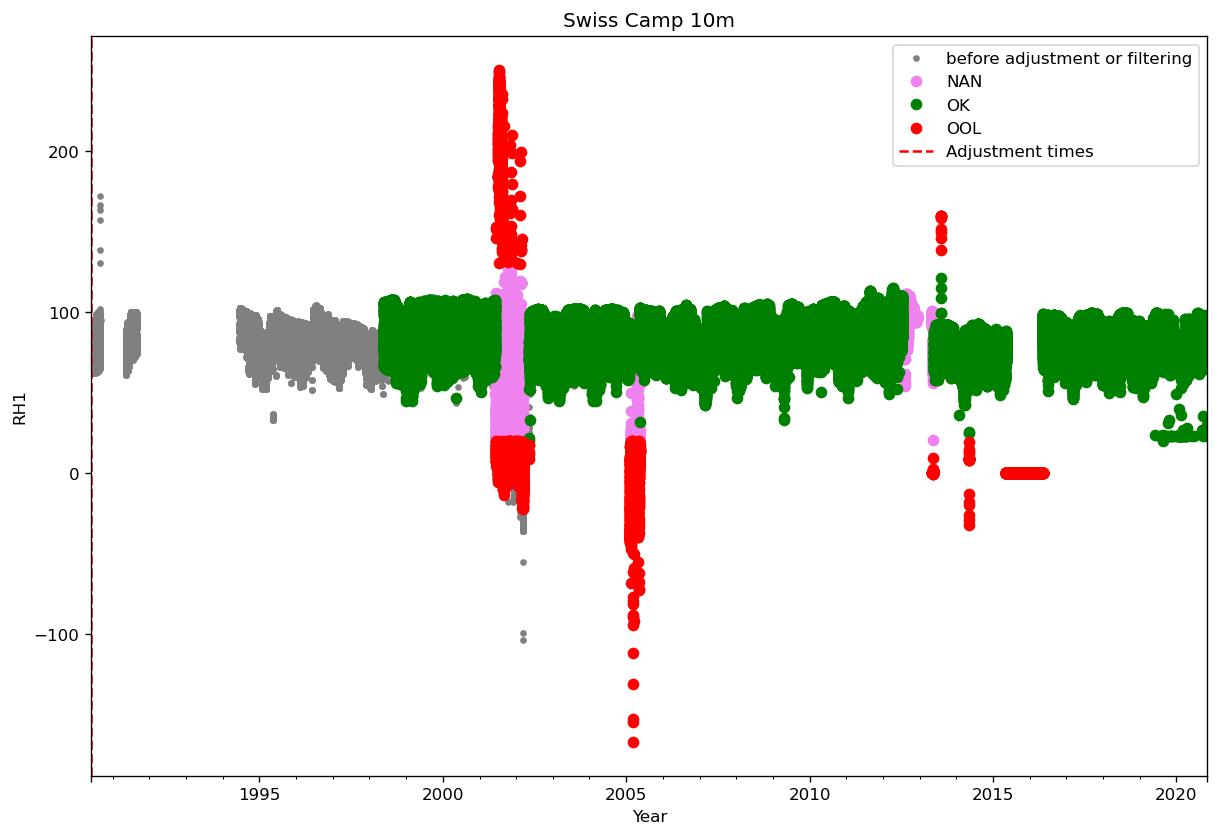 Swiss Camp 10m
before adjustment or filtering
NAN
OK
OOL
Adjustment times
200
100
0
−100
RH1
1995 2000 2005 2010 2015 2020
Year